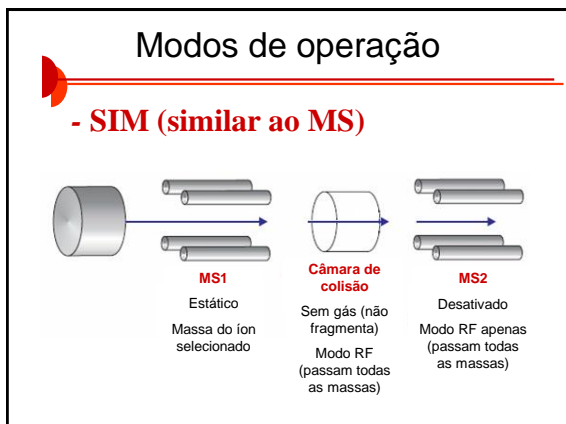 Modos de operação
- SIM (similar ao MS)
MS1
Estático
Massa do íon
selecionado
Câmara de
colisão
Sem gás (não
fragmenta)
Modo RF
(passam todas
as massas)
MS2
Desativado
Modo RF apenas
(passam todas
as massas)